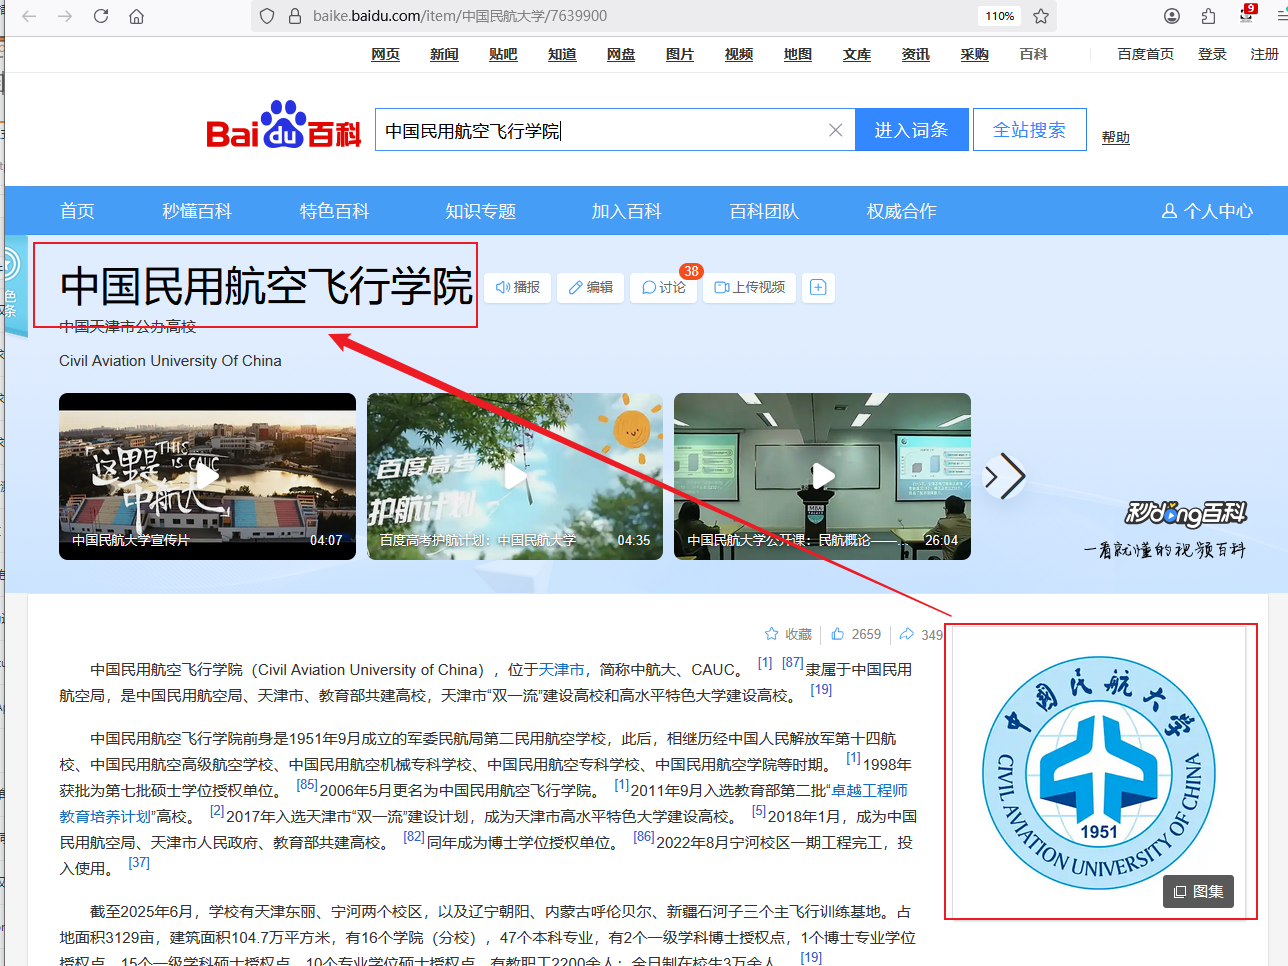 baike.baidu.com/item/中国民航大学/7639900
110%
9
网页 新闻 贴吧 知道 网盘 图片 视频 地图 文库 资讯 采购 百科 百度首页 登录 注册
Bai du 百科
中国民用航空飞行学院
进入词条
全站搜索
帮助
首页 秒懂百科 特色百科 知识专题 加入百科 百科团队 权威合作 个人中心
中国民用航空飞行学院
播报 编辑 讨论 38 上传视频
中国天津市公办高校
Civil Aviation University Of China
这里是 THIS IS CAUC
中航人
中国民航大学宣传片 04:07
百度高考
护航计划
百度高考护航计划：中国民航大学 04:35
中国民航大学公开课：民航概论——... 26:04
秒dong百科
一看就懂的视频百科
收藏 2659 349
中国民用航空飞行学院（Civil Aviation University of China），位于天津市，简称中航大、CAUC。 [1] [87]隶属于中国民用
航空局，是中国民用航空局、天津市、教育部共建高校，天津市“双一流”建设高校和高水平特色大学建设高校。 [19]
中国民用航空飞行学院前身是1951年9月成立的军委民航局第二民用航空学校，此后，相继历经中国人民解放军第十四航
校、中国民用航空高级航空学校、中国民用航空机械专科学校、中国民用航空专科学校、中国民用航空学院等时期。 [1]1998年
获批为第七批硕士学位授权单位。 [85]2006年5月更名为中国民用航空飞行学院。 [1]2011年9月入选教育部第二批“卓越工程师
教育培养计划”高校。 [2]2017年入选天津市“双一流”建设计划，成为天津市高水平特色大学建设高校。 [5]2018年1月，成为中国
民用航空局、天津市人民政府、教育部共建高校。 [82]同年成为博士学位授权单位。 [86]2022年8月宁河校区一期工程完工，投
入使用。 [37]
截至2025年6月，学校有天津东丽、宁河两个校区，以及辽宁朝阳、内蒙古呼伦贝尔、新疆石河子三个主飞行训练基地。占
地面积3129亩，建筑面积104.7万平方米，有16个学院（分校），47个本科专业，有2个一级学科博士授权点，1个博士专业学位
授权点，15个一级学科硕士授权点，10个专业学位硕士授权点，有教职工2200余人；全日制在校生3万余人。 [19]
中国民航大学
CIVIL AVIATION UNIVERSITY OF CHINA
1951
图集